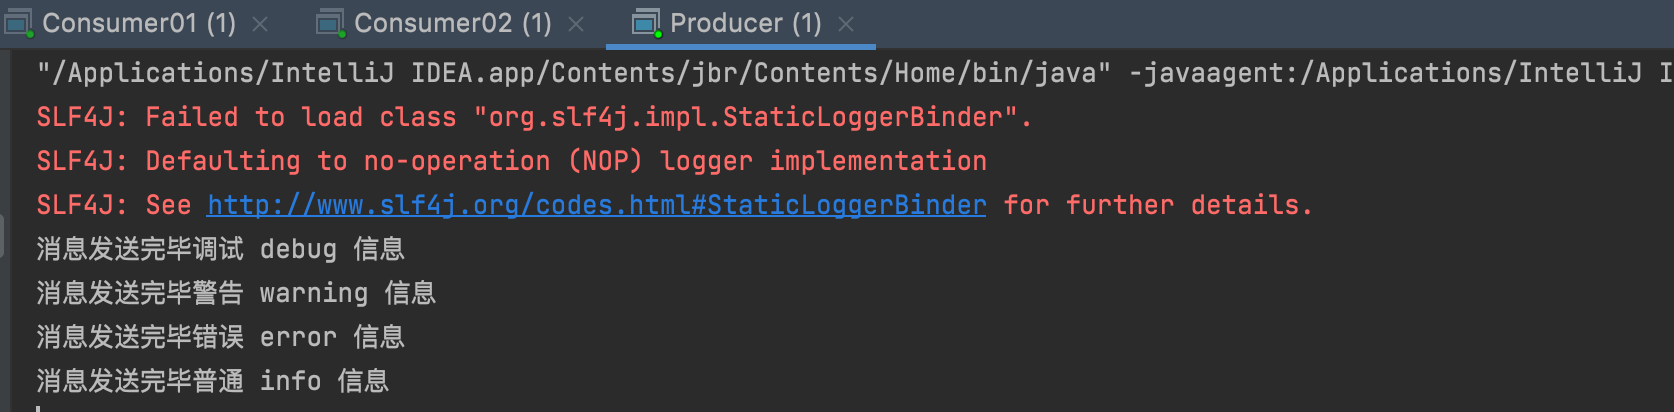 Consumer01 (1) Consumer02 (1) Producer (1)
"/Applications/IntelliJ IDEA.app/Contents/jbr/Contents/Home/bin/java" -javaagent:/Applications/IntelliJ I
SLF4J: Failed to load class "org.slf4j.impl.StaticLoggerBinder".
SLF4J: Defaulting to no-operation (NOP) logger implementation
SLF4J: See http://www.slf4j.org/codes.html#StaticLoggerBinder for further details.
消息发送完毕调试 debug 信息
消息发送完毕警告 warning 信息
消息发送完毕错误 error 信息
消息发送完毕普通 info 信息